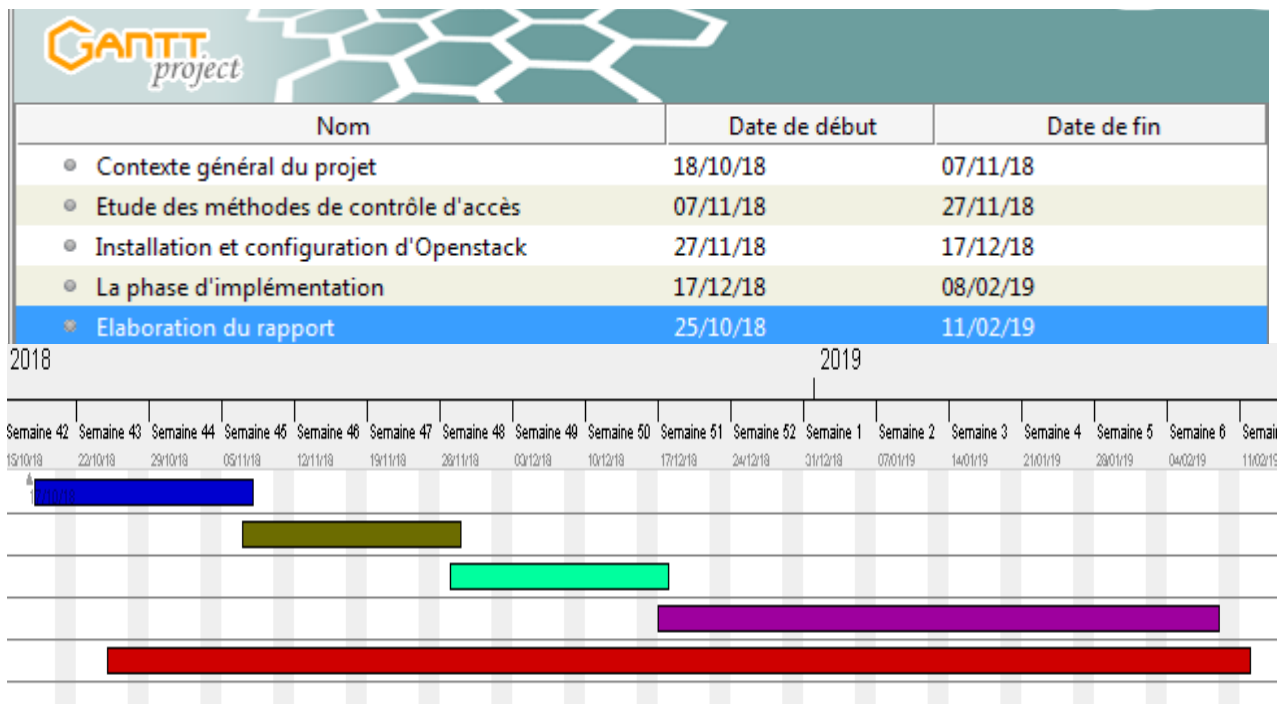 GANTT
project
Nom Date de début Date de fin
Contexte général du projet 18/10/18 07/11/18
Etude des méthodes de contrôle d'accès 07/11/18 27/11/18
Installation et configuration d'Openstack 27/11/18 17/12/18
La phase d'implémentation 17/12/18 08/02/19
Elaboration du rapport 25/10/18 11/02/19
2018 2019
Semaine 42 Semaine 43 Semaine 44 Semaine 45 Semaine 46 Semaine 47 Semaine 48 Semaine 49 Semaine 50 Semaine 51 Semaine 52 Semaine 1 Semaine 2 Semaine 3 Semaine 4 Semaine 5 Semaine 6 Semain
15/10/18 22/10/18 29/10/18 05/11/18 12/11/18 19/11/18 26/11/18 03/12/18 10/12/18 17/12/18 24/12/18 31/12/18 07/01/19 14/01/19 21/01/19 28/01/19 04/02/19 11/02/19